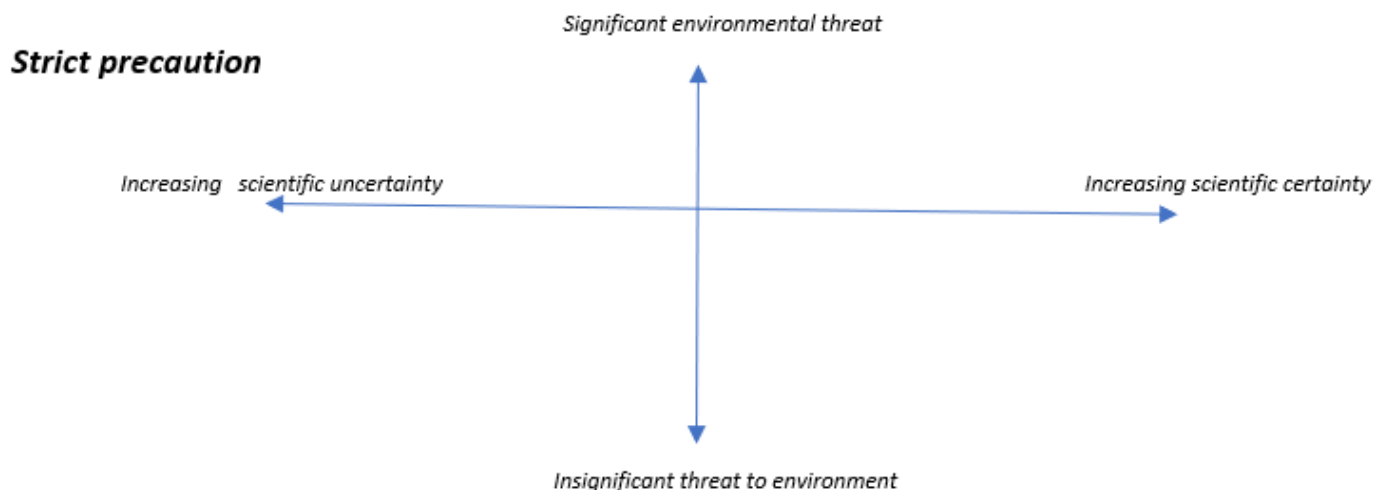 Significant environmental threat
Strict precaution
Increasing scientific uncertainty
Increasing scientific certainty
Insignificant threat to environment